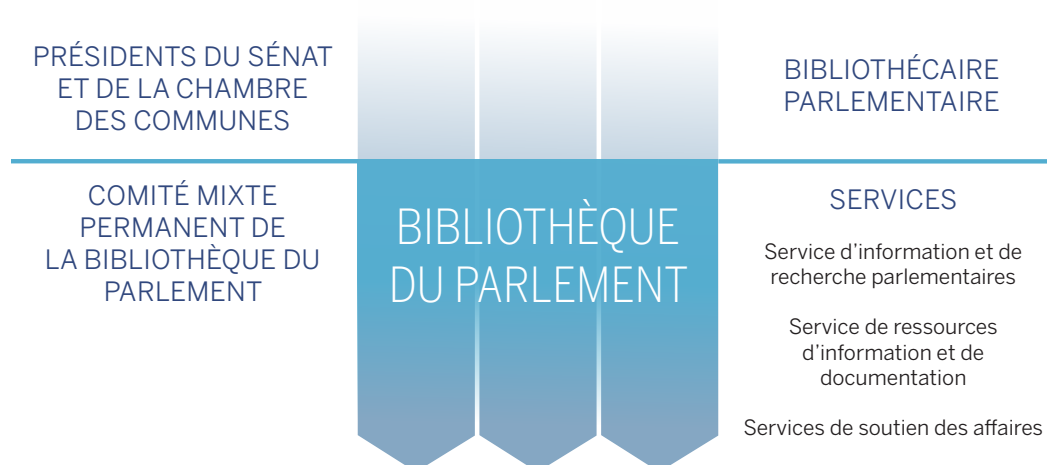 PRÉSIDENTS DU SÉNAT
ET DE LA CHAMBRE
DES COMMUNES
COMITÉ MIXTE
PERMANENT DE
LA BIBLIOTHÈQUE DU
PARLEMENT
BIBLIOTHÈQUE
DU PARLEMENT
BIBLIOTHÉCAIRE
PARLEMENTAIRE
SERVICES
Service d’information et de
recherche parlementaires
Service de ressources
d’information et de
documentation
Services de soutien des affaires